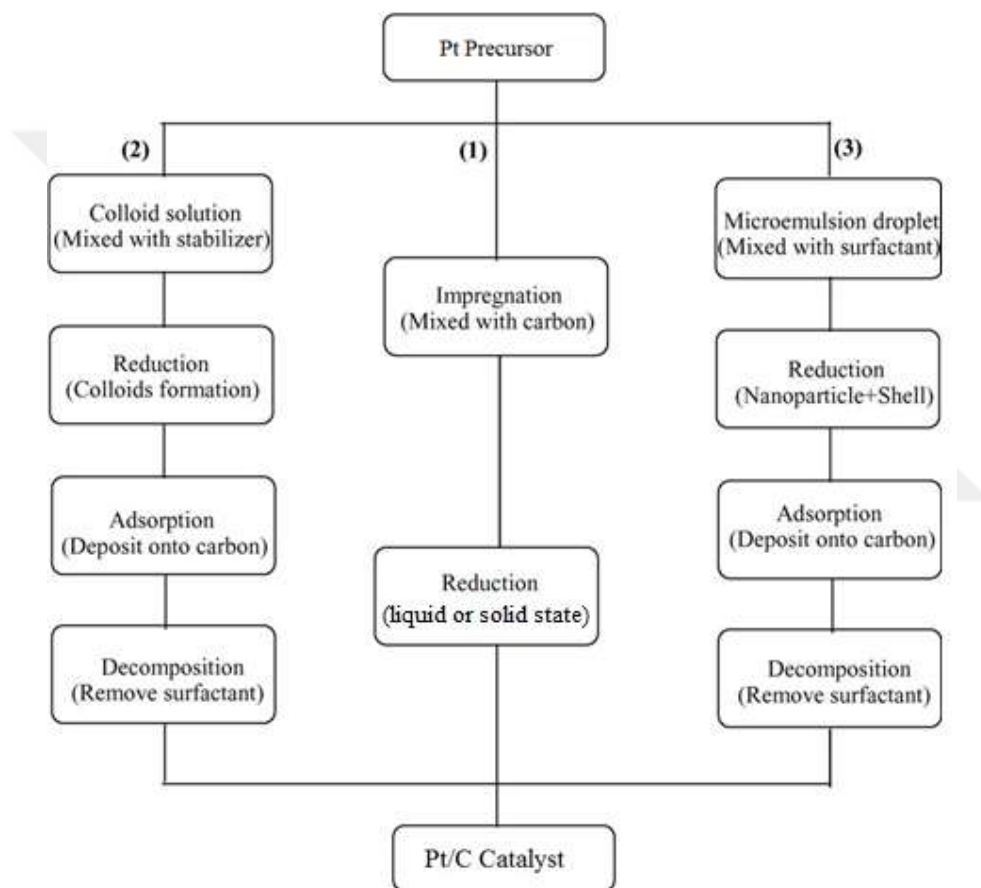 Pt Precursor
(2)
(1)
(3)
Colloid solution
(Mixed with stabilizer)
Reduction
(Colloids formation)
Adsorption
(Deposit onto carbon)
Decomposition
(Remove surfactant)
Impregnation
(Mixed with carbon)
Reduction
(liquid or solid state)
Microemulsion droplet
(Mixed with surfactant)
Reduction
(Nanoparticle+Shell)
Adsorption
(Deposit onto carbon)
Decomposition
(Remove surfactant)
Pt/C Catalyst